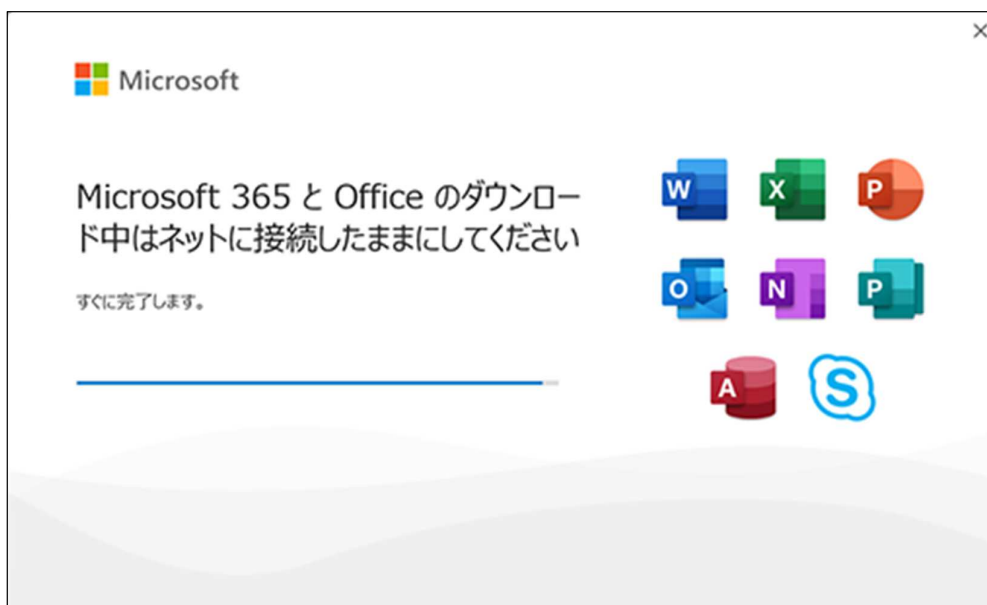 Microsoft
Microsoft 365 と Office のダウンロー
ド中はネットに接続したままにしてください
すぐに完了します。
W
X
P
O
N
P
A
S